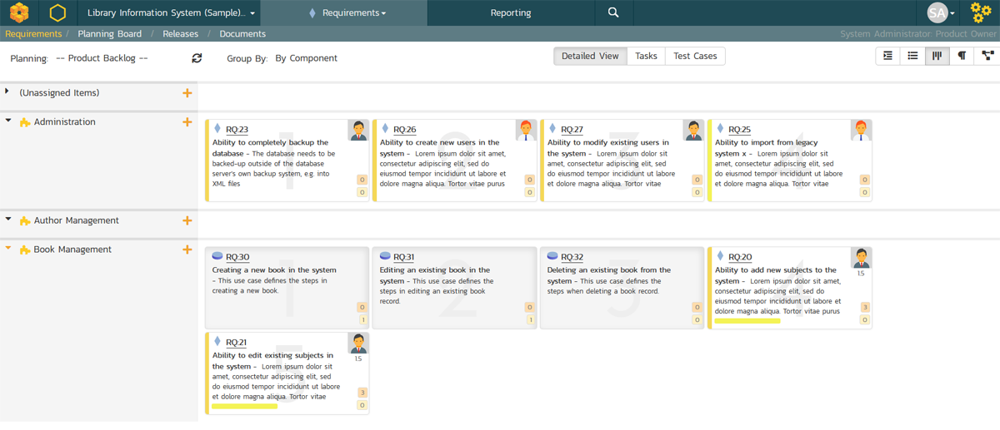 Library Information System (Sample)... Requirements Reporting SA
Requirements / Planning Board / Releases / Documents System Administrator: Product Owner
Planning: -- Product Backlog -- Group By: By Component Detailed View Tasks Test Cases
(Unassigned Items)
Administration
1
RQ:23
Ability to completely backup the
database - The database needs to be
backed-up outside of the database
server's own backup system, e.g. into
XML files
0
0
2
RQ:26
Ability to create new users in the
system - Lorem ipsum dolor sit amet,
consectetur adipiscing elit, sed do
eiusmod tempor incididunt ut labore
et dolore magna aliqua. Tortor vitae purus
0
0
3
RQ:27
Ability to modify existing users in
the system - Lorem ipsum dolor sit
amet, consectetur adipiscing elit, sed
do eiusmod tempor incididunt ut labore
et dolore magna aliqua. Tortor vitae
0
0
4
RQ:25
Ability to import from legacy
system x - Lorem ipsum dolor sit
amet, consectetur adipiscing elit, sed
do eiusmod tempor incididunt ut labore
et dolore magna aliqua. Tortor vitae
0
0
Author Management
Book Management
1
RQ:30
Creating a new book in the system
- This use case defines the steps in
creating a new book.
0
1
2
RQ:31
Editing an existing book in the
system - This use case defines the
steps in editing an existing book
record.
0
1
3
RQ:32
Deleting an existing book from the
system - This use case defines the
steps when deleting a book record.
0
0
4
RQ:20
1.5
Ability to add new subjects to the
system - Lorem ipsum dolor sit amet,
consectetur adipiscing elit, sed do
eiusmod tempor incididunt ut labore et
dolore magna aliqua. Tortor vitae purus
3
0
5
RQ:21
1.5
Ability to edit existing subjects in
the system - Lorem ipsum dolor sit
amet, consectetur adipiscing elit, sed
do eiusmod tempor incididunt ut labore
et dolore magna aliqua. Tortor vitae
3
0